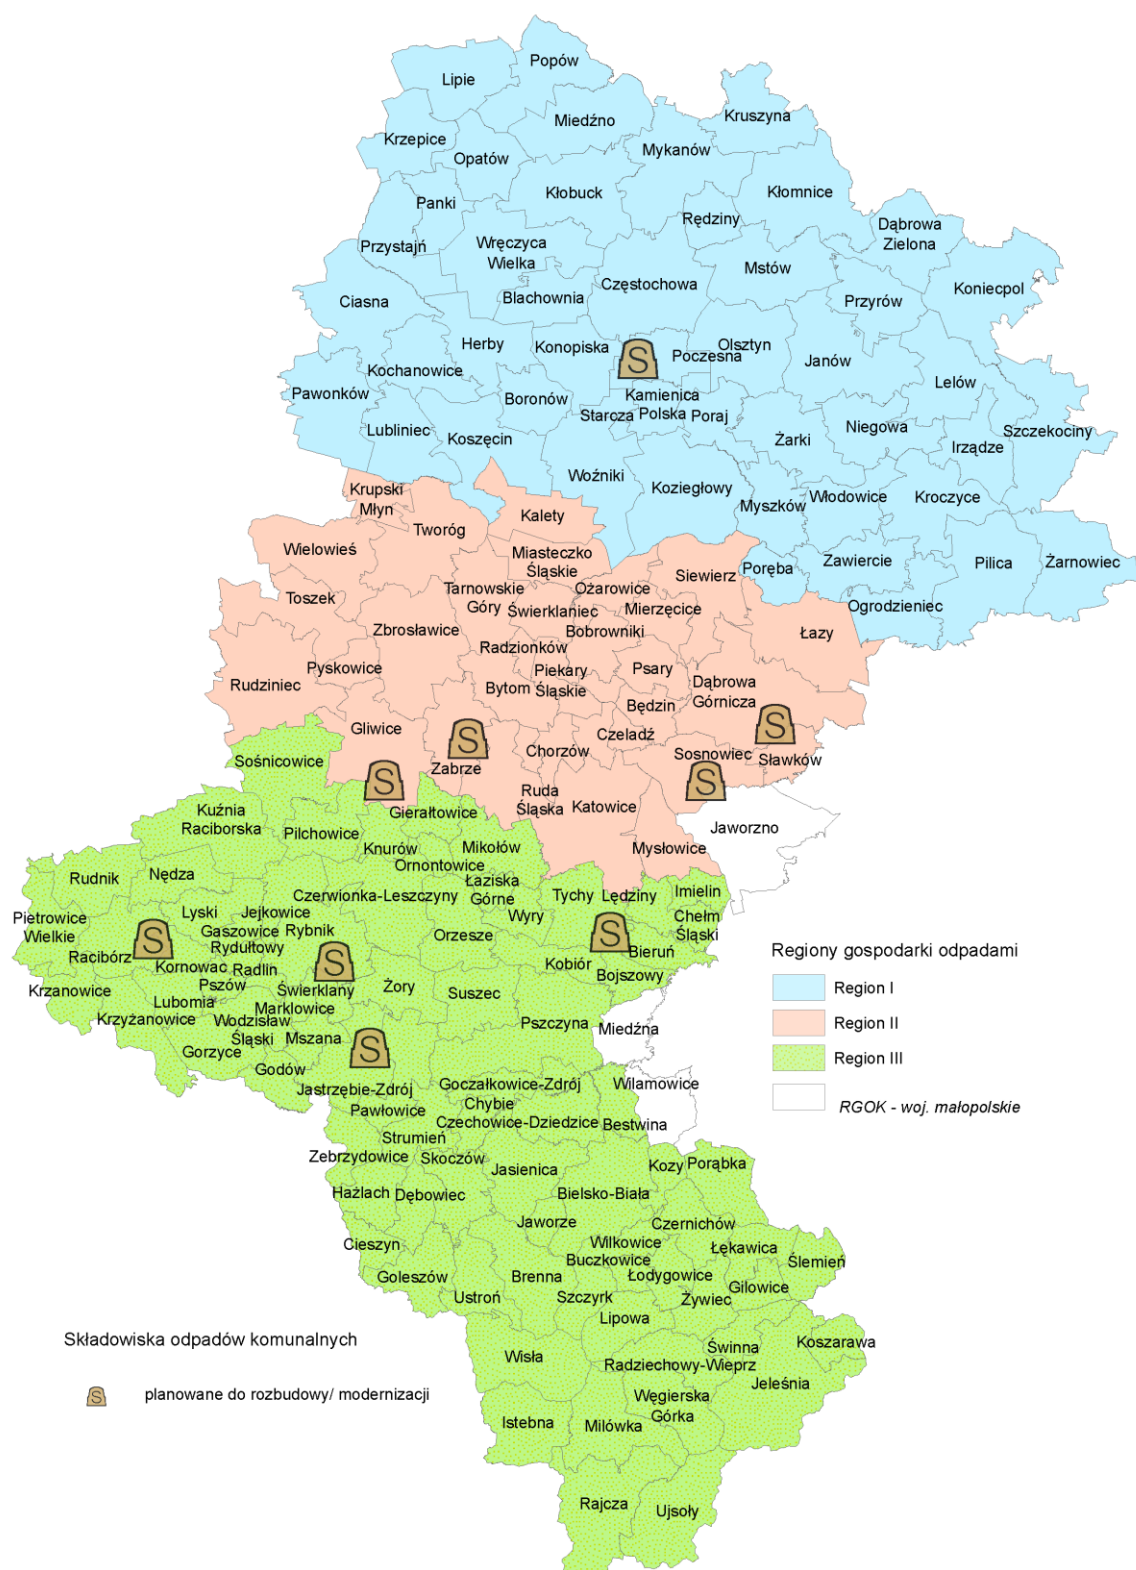 Popów
Lipie
Kruszyna
Miedźno
Krzepice
Mykanów
Opatów
Kłobuck
Kłomnice
Panki
Rędziny
Dąbrowa
Zielona
Przystajń
Wręczyca
Wielka
Mstów
Częstochowa
Koniecpol
Ciasna
Blachownia
Przyrów
Herby
Konopiska
S
Poczesna
Olsztyn
Janów
Kochanowice
Lelów
Pawonków
Boronów
Kamienica
Polska
Starcza
Poraj
Lubliniec
Koszęcin
Żarki
Niegowa
Szczekociny
Irządze
Woźniki
Koziegłowy
Myszków
Włodowice
Kroczyce
Krupski
Młyn
Kalety
Tworóg
Wielowieś
Miasteczko
Śląskie
Siewierz
Poręba
Zawiercie
Pilica
Żarnowiec
Toszek
Tarnowskie
Góry
Ożarowice
Świerklaniec
Mierzęcice
Ogrodzieniec
Zbrosławice
Bobrowniki
Łazy
Radzionków
Pyskowice
Rudziniec
Piekary
Śląskie
Bytom
Psary
Dąbrowa
Górnicza
Będzin
Gliwice
S
Czeladź
S
Sośnicowice
Zabrze
Chorzów
Sosnowiec
Sławków
S
S
Ruda
Śląska
Katowice
Gierałtowice
Kuźnia
Raciborska
Pilchowice
Jaworzno
Knurów
Mikołów
Mysłowice
Ornontowice
Nędza
Rudnik
Łaziska
Górne
Czerwionka-Leszczyny
Tychy
Lędziny
Imielin
Pietrowice
Wielkie
Lyski
Jejkowice
Wyry
Chełm
Śląski
Gaszowice
Rybnik
S
Orzesze
S
Rydułtowy
Bieruń
Racibórz
Kornowac
Radlin
S
Kobiór
Bojszowy
Regiony gospodarki odpadami
Krzanowice
Pszów
Świerklany
Żory
Suszec
Region I
Lubomia
Marklowice
Krzyżanowice
Wodzisław
Śląski
Pszczyna
Miedźna
Region II
Mszana
S
Gorzyce
Region III
Godów
Jastrzębie-Zdrój
Goczałkowice-Zdrój
Wilamowice
Pawłowice
Chybie
RGOK - woj. małopolskie
Czechowice-Dziedzice
Bestwina
Strumień
Zebrzydowice
Skoczów
Jasienica
Kozy
Porąbka
Hażlach
Dębowiec
Bielsko-Biała
Jaworze
Czernichów
Cieszyn
Wilkowice
Łękawica
Buczkowice
Ślemień
Goleszów
Brenna
Łodygowice
Gilowice
Ustroń
Szczyrk
Żywiec
Lipowa
Składowiska odpadów komunalnych
Świnna
Koszarawa
Wisła
Radziechowy-Wieprz
Jeleśnia
S
planowane do rozbudowy/ modernizacji
Węgierska
Górka
Istebna
Milówka
Rajcza
Ujsoły